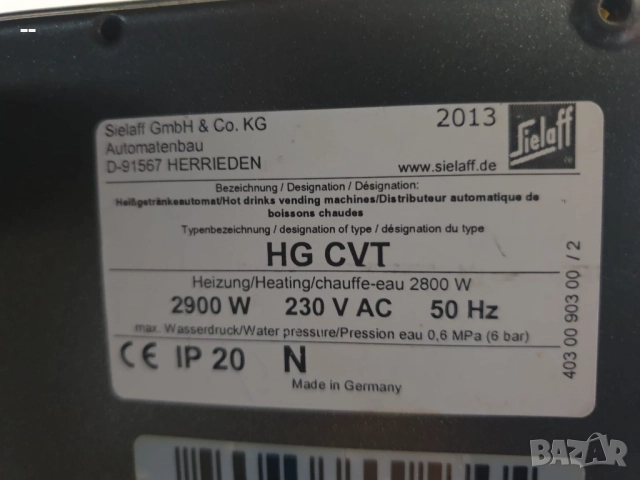 --
Sielaff GmbH & Co. KG
Automatenbau
D-91567 HERRIEDEN
2013
Sielaff
www.sielaff.de
Bezeichnung / Designation / Désignation:
Heißgetränkeautomat/Hot drinks vending machines/Distributeur automatique de
boissons chaudes
Typenbezeichnung / designation of type / désignation du type
HG CVT
Heizung/Heating/chauffe-eau 2800 W
2900 W 230 V AC 50 Hz
max. Wasserdruck/Water pressure/Pression eau 0,6 MPa (6 bar)
CE IP 20 N
Made in Germany
403 00 903 00 / 2
BAZAR